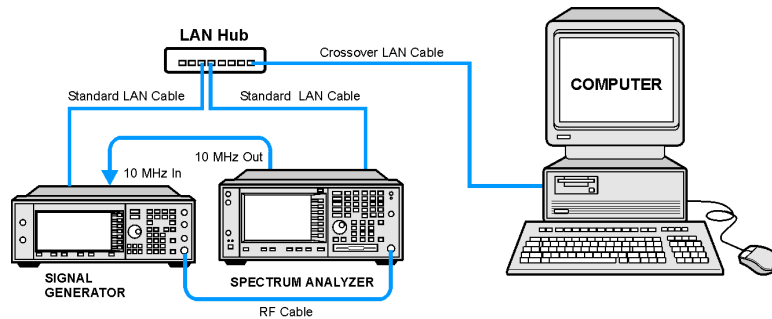 LAN Hub
Crossover LAN Cable
COMPUTER
Standard LAN Cable
Standard LAN Cable
10 MHz Out
10 MHz In
SIGNAL
GENERATOR
SPECTRUM ANALYZER
RF Cable